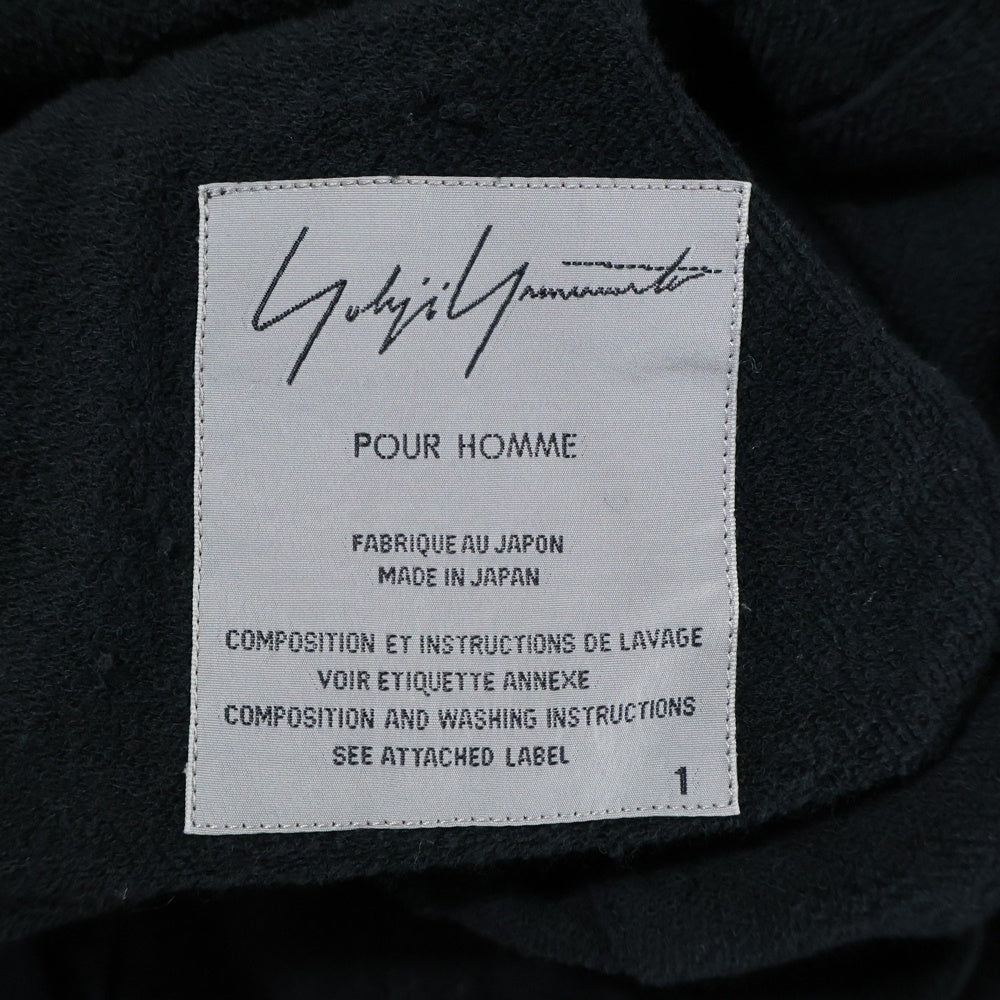 Yohji Yamamoto
POUR HOMME
FABRIQUE AU JAPON
MADE IN JAPAN
COMPOSITION ET INSTRUCTIONS DE LAVAGE
VOIR ETIQUETTE ANNEXE
COMPOSITION AND WASHING INSTRUCTIONS
SEE ATTACHED LABEL
1